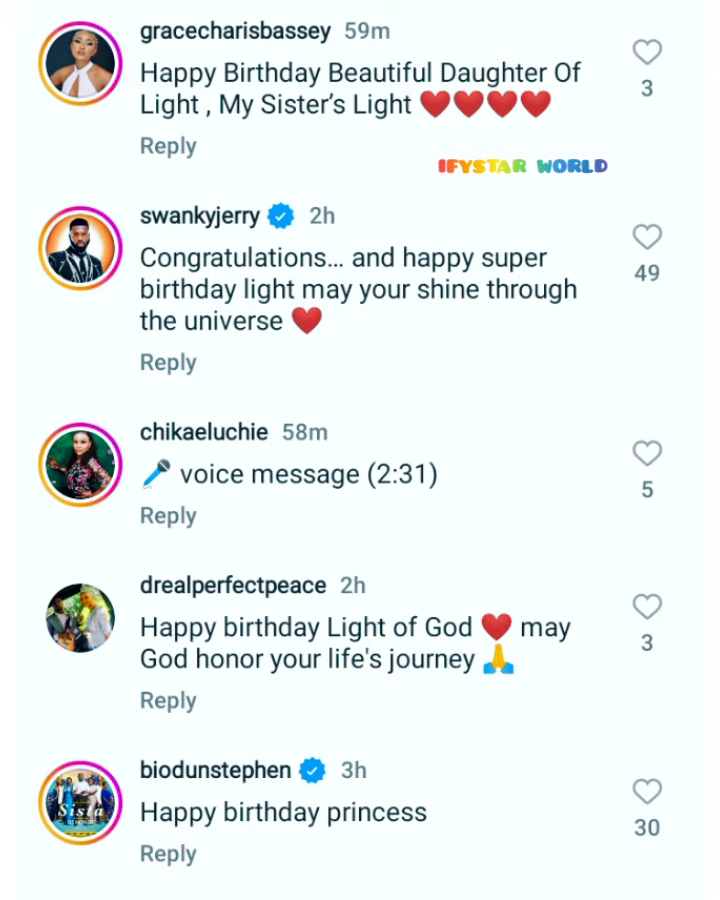 gracecharisbassey 59m
Happy Birthday Beautiful Daughter Of
Light , My Sister’s Light ❤️❤️❤️❤️
3
Reply
IFYSTAR WORLD
swankyjerry 2h
Congratulations... and happy super
birthday light may your shine through
the universe ❤️
49
Reply
chikaeluchie 58m
🎤 voice message (2:31)
5
Reply
drealperfectpeace 2h
Happy birthday Light of God ❤️ may
God honor your life's journey 🙏
3
Reply
biodunstephen 3h
Happy birthday princess
30
Reply
Sista